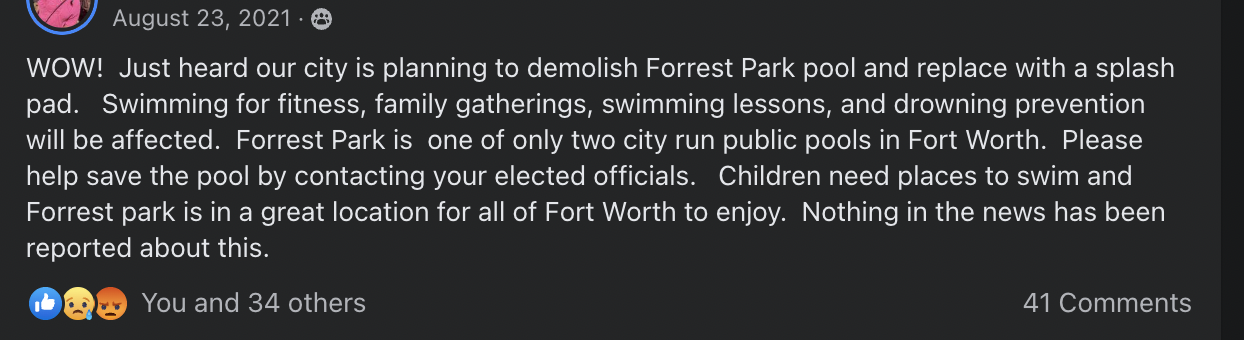 August 23, 2021 ·
WOW!  Just heard our city is planning to demolish Forrest Park pool and replace with a splash
pad.   Swimming for fitness, family gatherings, swimming lessons, and drowning prevention
will be affected.  Forrest Park is  one of only two city run public pools in Fort Worth.  Please
help save the pool by contacting your elected officials.   Children need places to swim and
Forrest park is in a great location for all of Fort Worth to enjoy.  Nothing in the news has been
reported about this.
You and 34 others 41 Comments